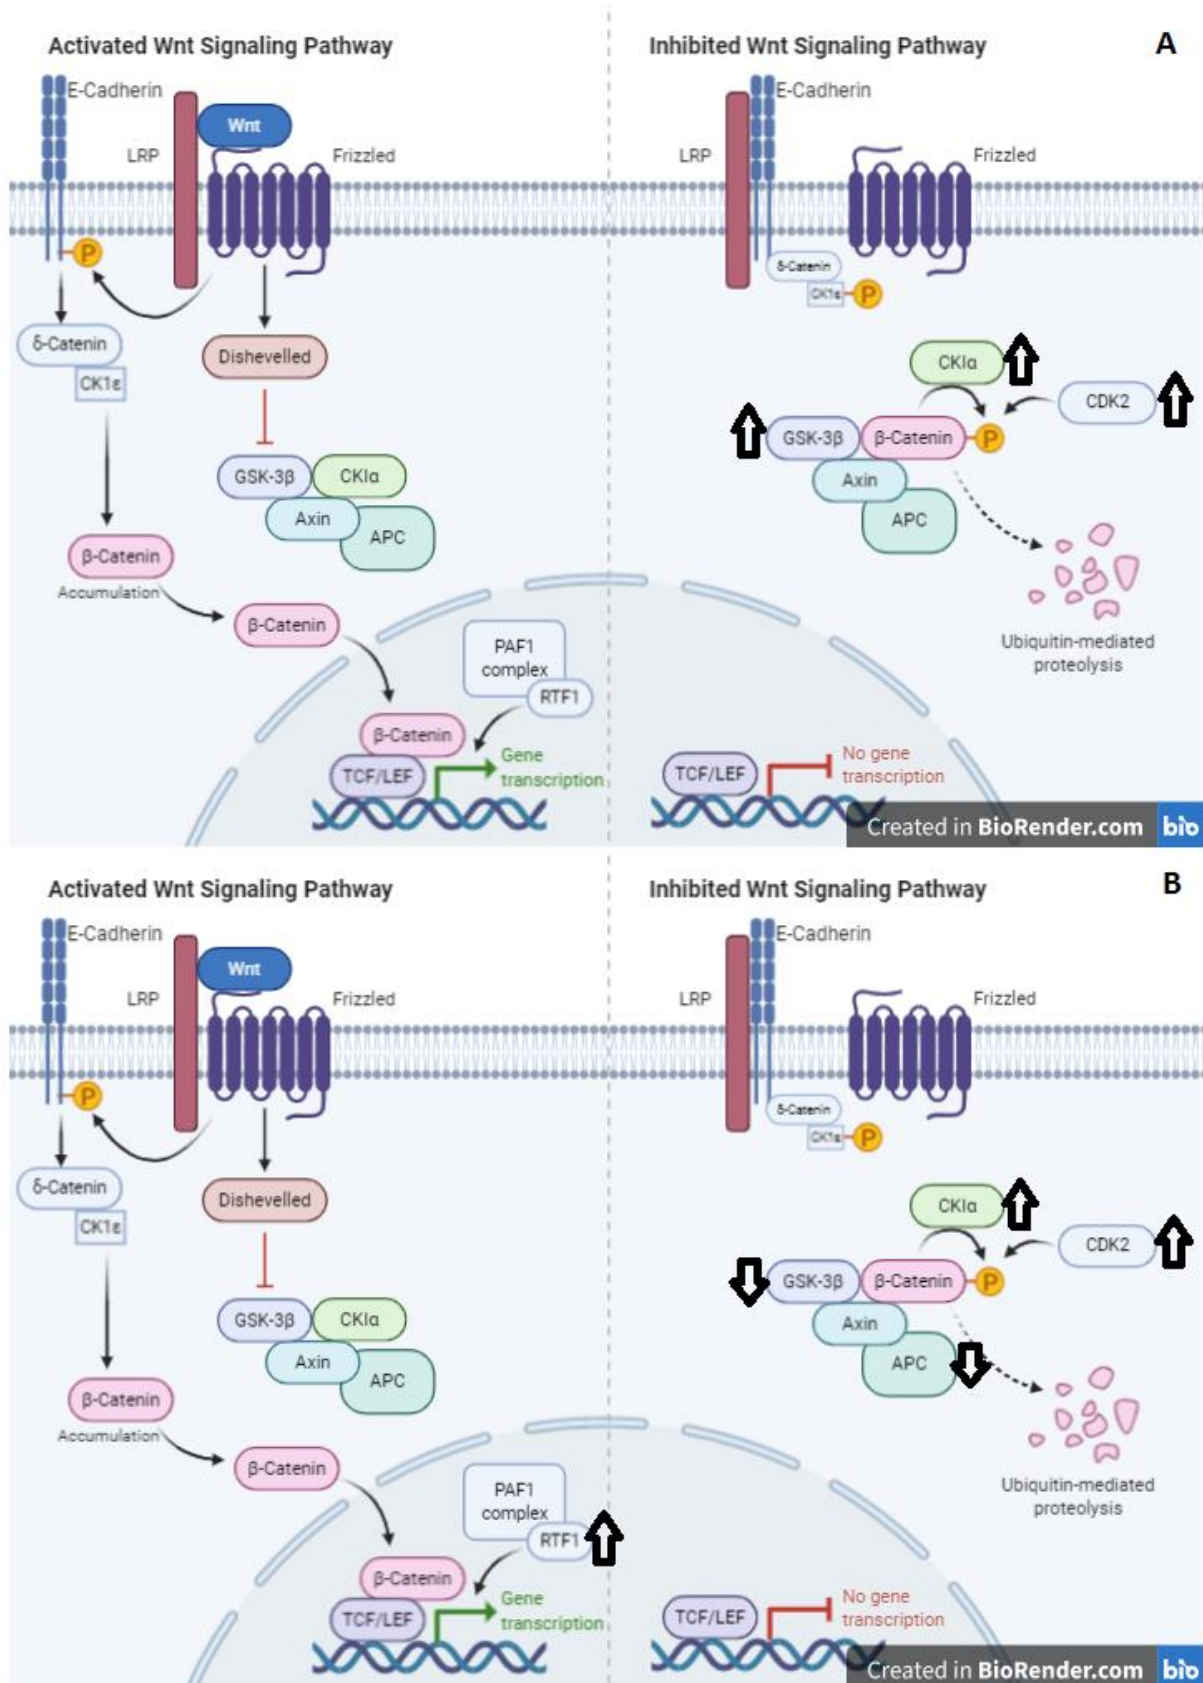 Activated Wnt Signaling Pathway
Inhibited Wnt Signaling Pathway
A
E-Cadherin
Wnt
LRP
Frizzled
P
δ-Catenin
CK1ε
Dishevelled
GSK-3β
CKIα
Axin
APC
β-Catenin
Accumulation
β-Catenin
PAF1
complex
RTF1
β-Catenin
TCF/LEF
Gene
transcription
E-Cadherin
LRP
Frizzled
δ-Catenin
CK1ε
P
CKIα
CDK2
GSK-3β
β-Catenin
P
Axin
APC
Ubiquitin-mediated
proteolysis
TCF/LEF
No gene
transcription
Created in BioRender.com bio
Activated Wnt Signaling Pathway
Inhibited Wnt Signaling Pathway
B
E-Cadherin
Wnt
LRP
Frizzled
P
δ-Catenin
CK1ε
Dishevelled
GSK-3β
CKIα
Axin
APC
β-Catenin
Accumulation
β-Catenin
PAF1
complex
RTF1
β-Catenin
TCF/LEF
Gene
transcription
E-Cadherin
LRP
Frizzled
δ-Catenin
CK1ε
P
CKIα
CDK2
GSK-3β
β-Catenin
P
Axin
APC
Ubiquitin-mediated
proteolysis
TCF/LEF
No gene
transcription
Created in BioRender.com bio